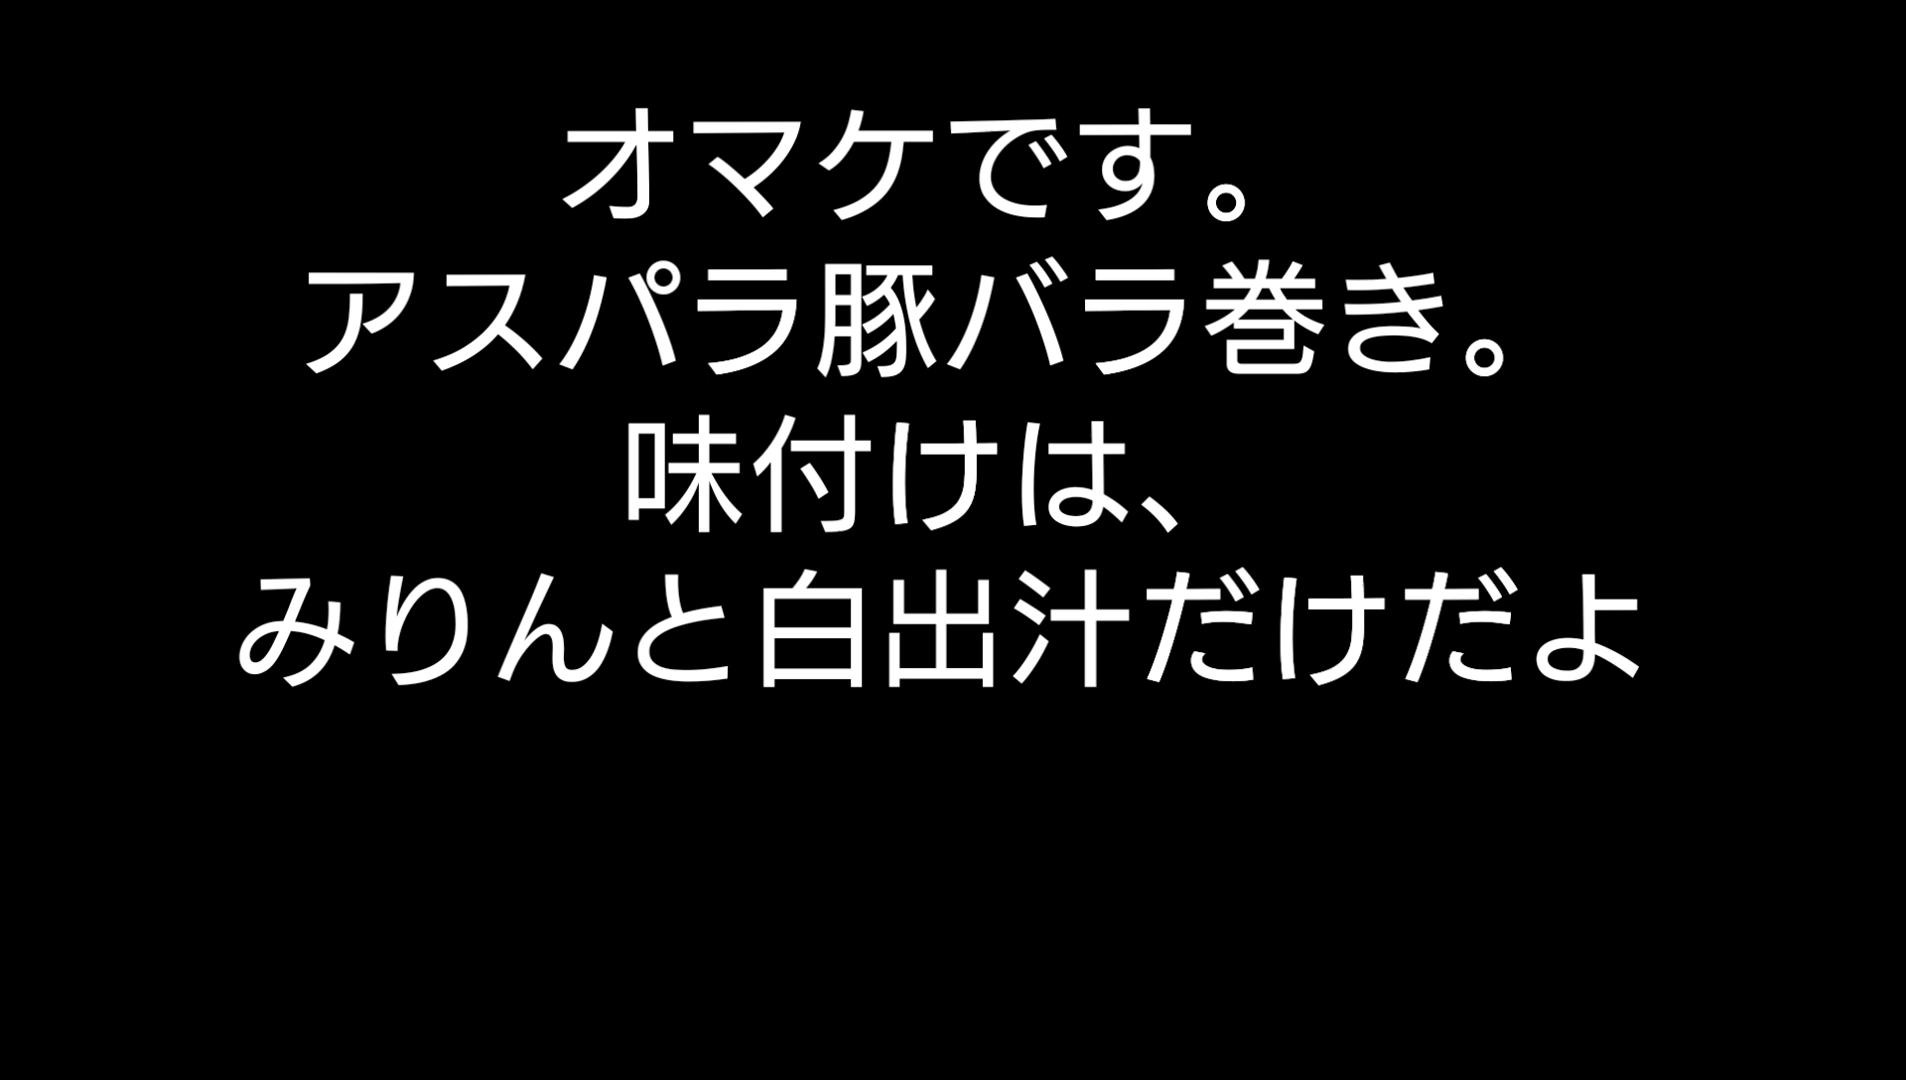 オマケです。
アスパラ豚バラ巻き。
味付けは、
みりんと白出汁だけだよ